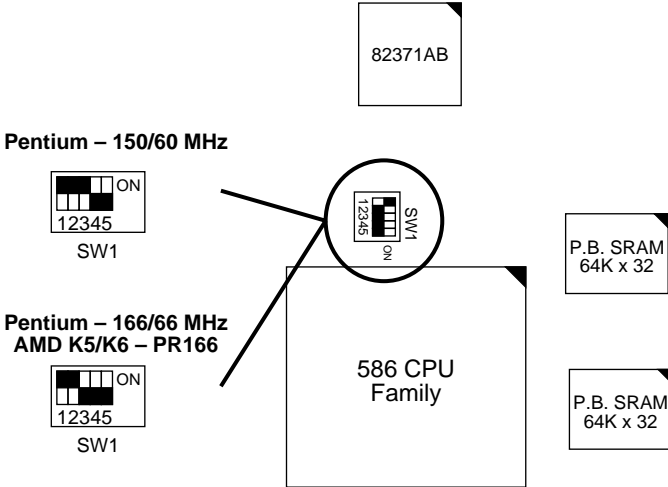 82371AB
Pentium – 150/60 MHz
ON
12345
SW1
12345
SW1
ON
P.B. SRAM
64K x 32
Pentium – 166/66 MHz
AMD K5/K6 – PR166
ON
12345
SW1
586 CPU
Family
P.B. SRAM
64K x 32